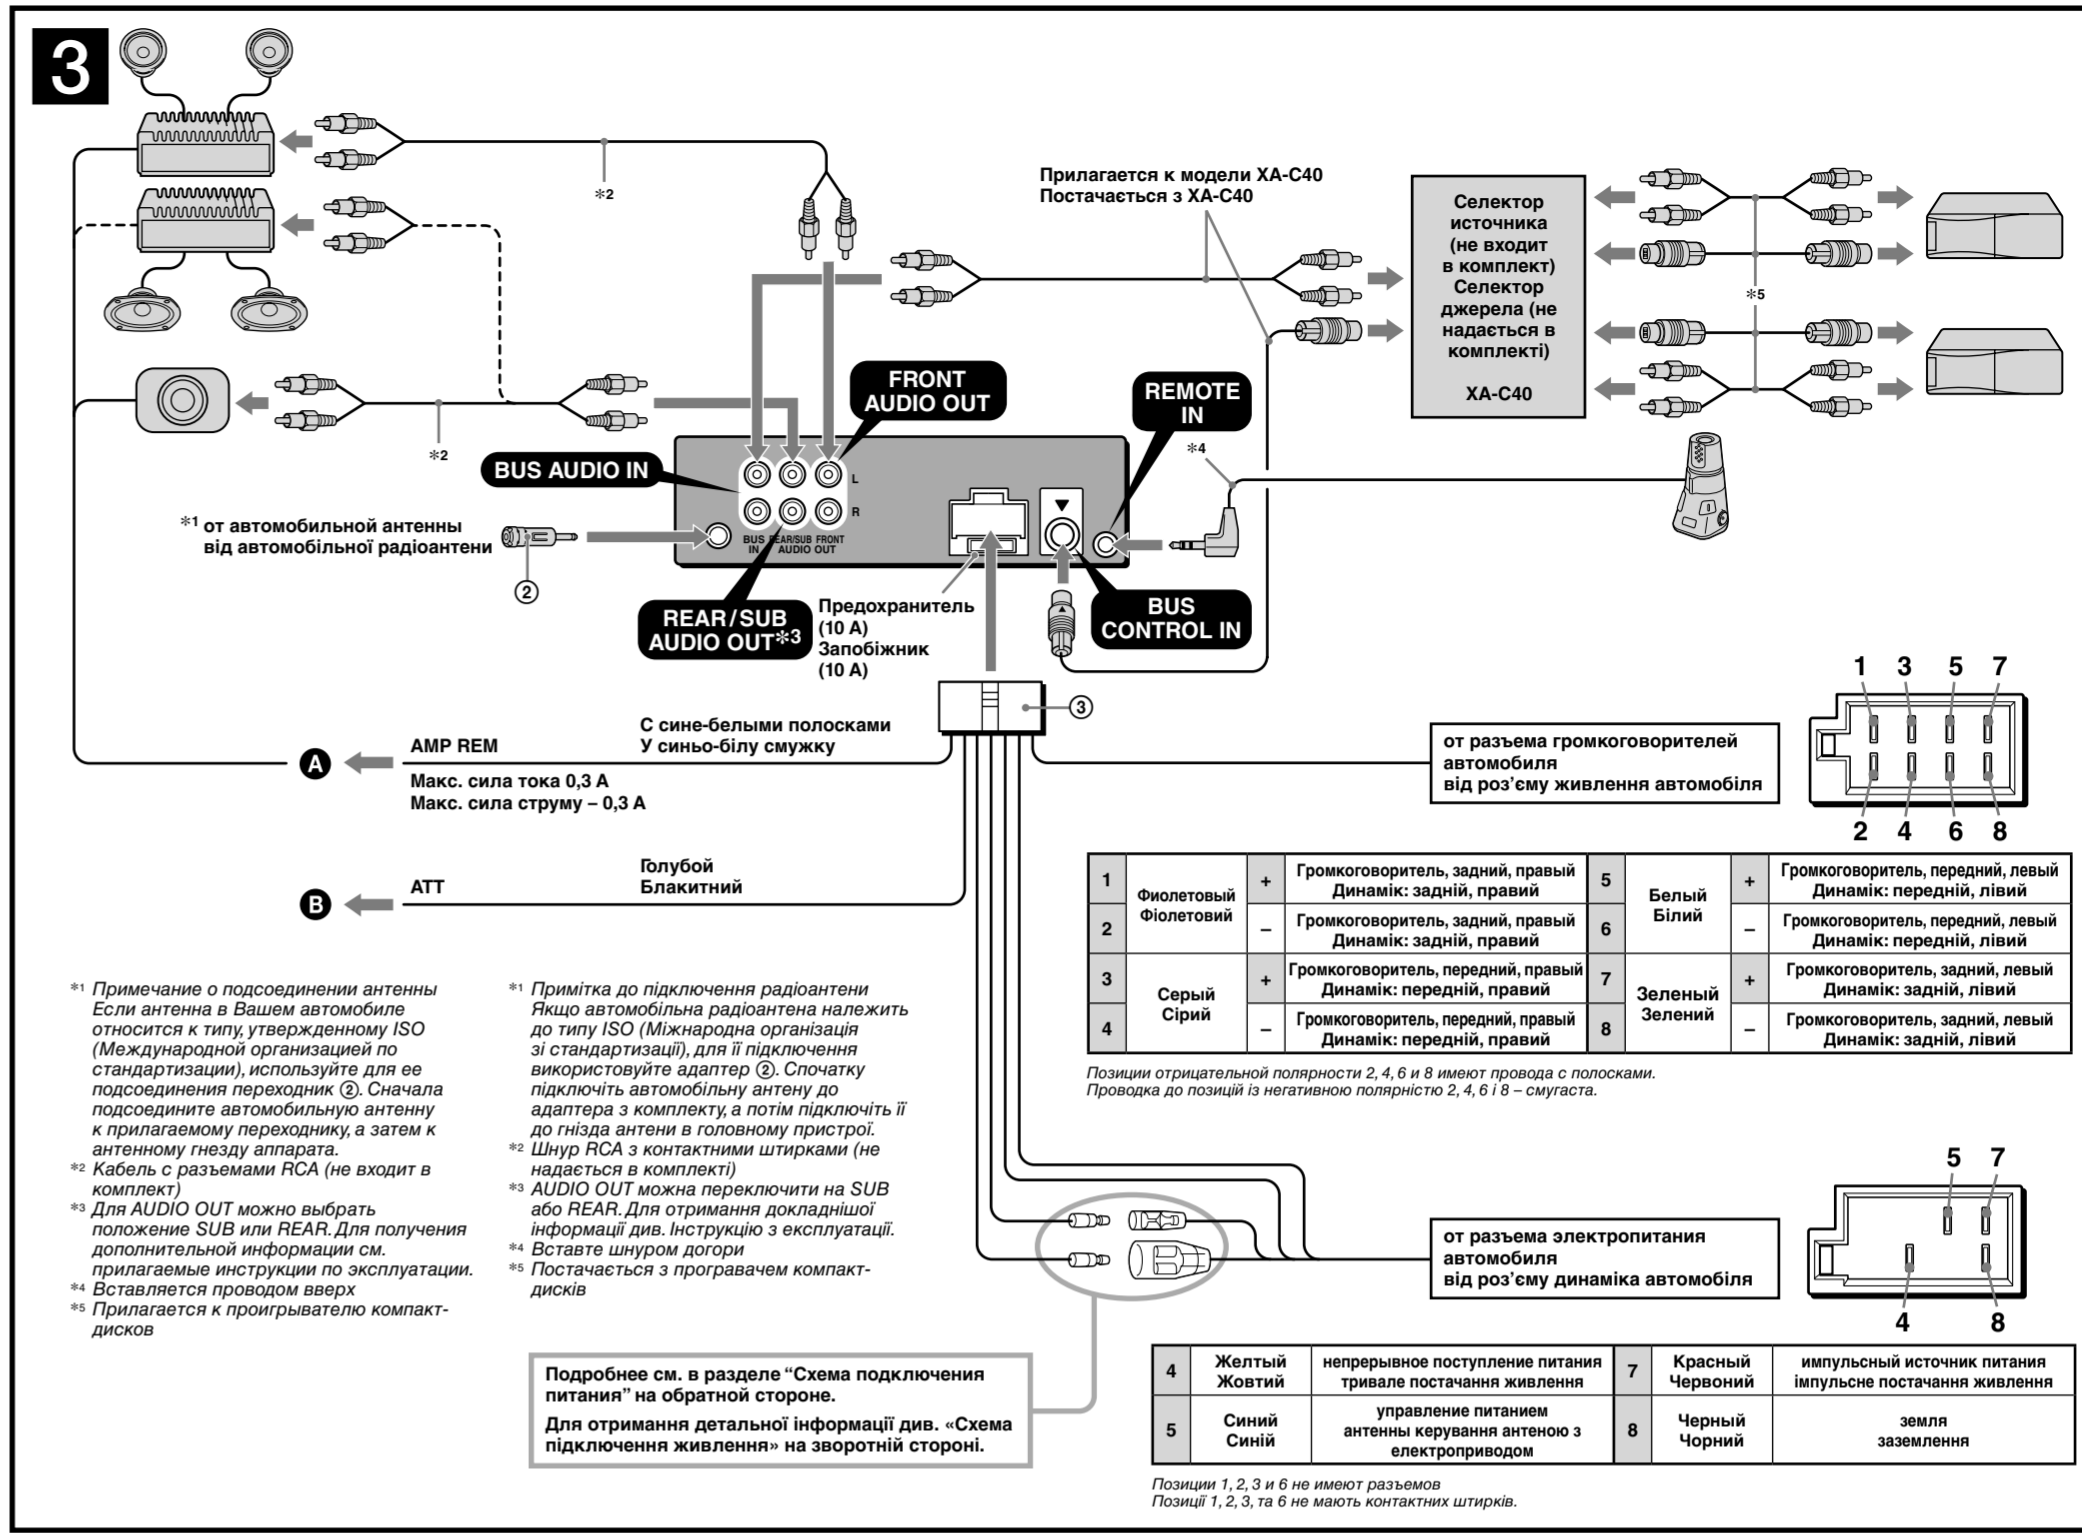 3
*2
Прилагается к модели XA-C40
Постачається з XA-C40
Селектор
источника
(не входит
в комплект)
Селектор
джерела (не
надається в
комплекті)
XA-C40
*5
FRONT
AUDIO OUT
REMOTE
IN
*4
*2
BUS AUDIO IN
L
R
*1 от автомобильной антенны
від автомобільної радіоантени
2
BUS
IN
REAR/SUB FRONT
AUDIO OUT
REAR/SUB
AUDIO OUT*3
Предохранитель
(10 A)
Запобіжник
(10 A)
BUS
CONTROL IN
3
A
AMP REM
С сине-белыми полосками
У синьо-білу смужку
Макс. сила тока 0,3 А
Макс. сила струму – 0,3 А
B
ATT
Голубой
Блакитний
от разъема громкоговорителей
автомобиля
від роз’єму живлення автомобіля
1 3 5 7
2 4 6 8
1 Фиолетовый + Громкоговоритель, задний, правый 5 Белый + Громкоговоритель, передний, левый
Фіолетовий Динамік: задній, правий Білий Динамік: передній, лівий
2 – Громкоговоритель, задний, правый 6 – Громкоговоритель, передний, левый
Динамік: задній, правий Динамік: передній, лівий
3 Серый + Громкоговоритель, передний, правый 7 Зеленый + Громкоговоритель, задний, левый
Сірий Динамік: передній, правий Зелений Динамік: задній, лівий
4 – Громкоговоритель, передний, правый 8 – Громкоговоритель, задний, левый
Динамік: передній, правий Динамік: задній, лівий
Позиции отрицательной полярности 2, 4, 6 и 8 имеют провода с полосками.
Проводка до позицій із негативною полярністю 2, 4, 6 і 8 – смугаста.
*1 Примечание о подсоединении антенны
Если антенна в Вашем автомобиле
относится к типу, утвержденному ISO
(Международной организацией по
стандартизации), используйте для ее
подсоединения переходник ②. Сначала
подсоедините автомобильную антенну
к прилагаемому переходнику, а затем к
антенному гнезду аппарата.
*2 Кабель с разъемами RCA (не входит в
комплект)
*3 Для AUDIO OUT можно выбрать
положение SUB или REAR. Для получения
дополнительной информации см.
прилагаемые инструкции по эксплуатации.
*4 Вставляется проводом вверх
*5 Прилагается к проигрывателю компакт-
дисков
*1 Примітка до підключення радіоантени
Якщо автомобільна радіоантена належить
до типу ISO (Міжнародна організація
зі стандартизації), для її підключення
використовуйте адаптер ②. Спочатку
підключіть автомобільну антену до
адаптера з комплекту, а потім підключіть її
до гнізда антени в головному пристрої.
*2 Шнур RCA з контактними штирками (не
надається в комплекті)
*3 AUDIO OUT можна переключити на SUB
або REAR. Для отримання докладнішої
інформації див. Інструкцію з експлуатації.
*4 Вставте шнуром догори
*5 Постачається з програвачем компакт-
дисків
от разъема электропитания
автомобиля
від роз’єму динаміка автомобіля
5 7
4 8
Подробнее см. в разделе “Схема подключения
питания” на обратной стороне.
Для отримання детальної інформації див. «Схема
підключення живлення» на зворотній стороні.
4 Желтый непрерывное поступление питания 7 Красный импульсный источник питания
Жовтий тривале постачання живлення Червоний імпульсне постачання живлення
5 Синий управление питанием 8 Черный земля
Синій антенны керування антеною з Чорний заземлення
електроприводом
Позиции 1, 2, 3 и 6 не имеют разъемов
Позиції 1, 2, 3, та 6 не мають контактних штирків.